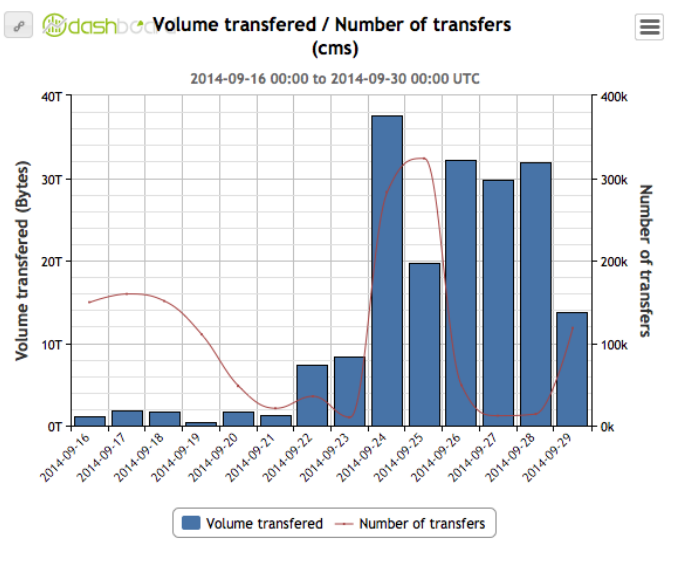 dashboard
Volume transfered / Number of transfers
(cms)
2014-09-16 00:00 to 2014-09-30 00:00 UTC
Volume transfered (Bytes)
40T
30T
20T
10T
0T
400k
300k
200k
100k
0k
Number of transfers
2014-09-16
2014-09-17
2014-09-18
2014-09-19
2014-09-20
2014-09-21
2014-09-22
2014-09-23
2014-09-24
2014-09-25
2014-09-26
2014-09-27
2014-09-28
2014-09-29
Volume transfered
Number of transfers